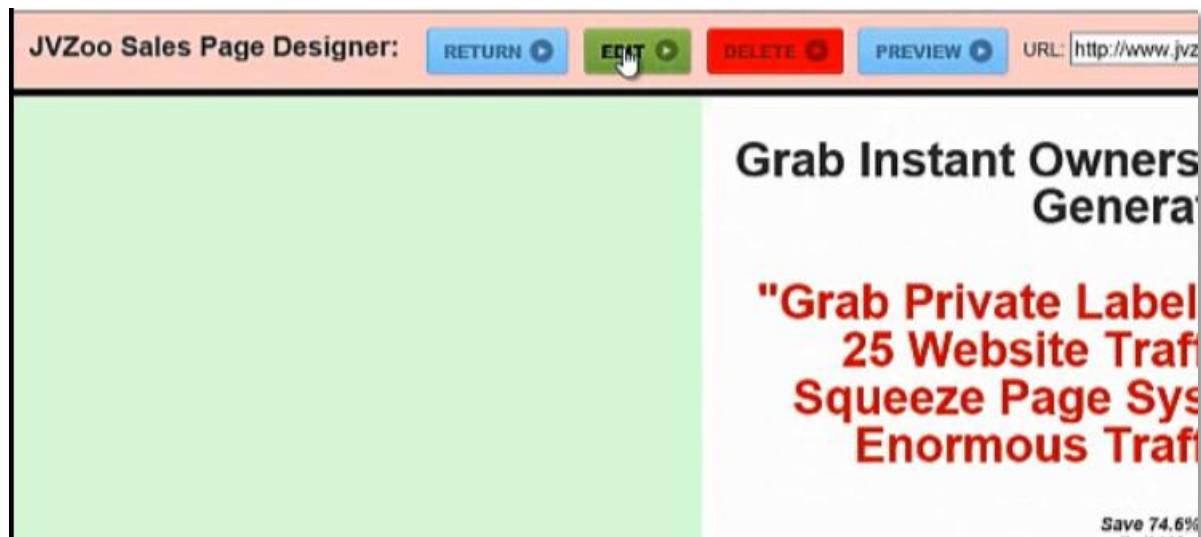 JVZoo Sales Page Designer: RETURN EDIT DELETE PREVIEW URL: http://www.jvz
Grab Instant Owners
Genera
"Grab Private Label
25 Website Traf
Squeeze Page Sys
Enormous Traf
Save 74.6%